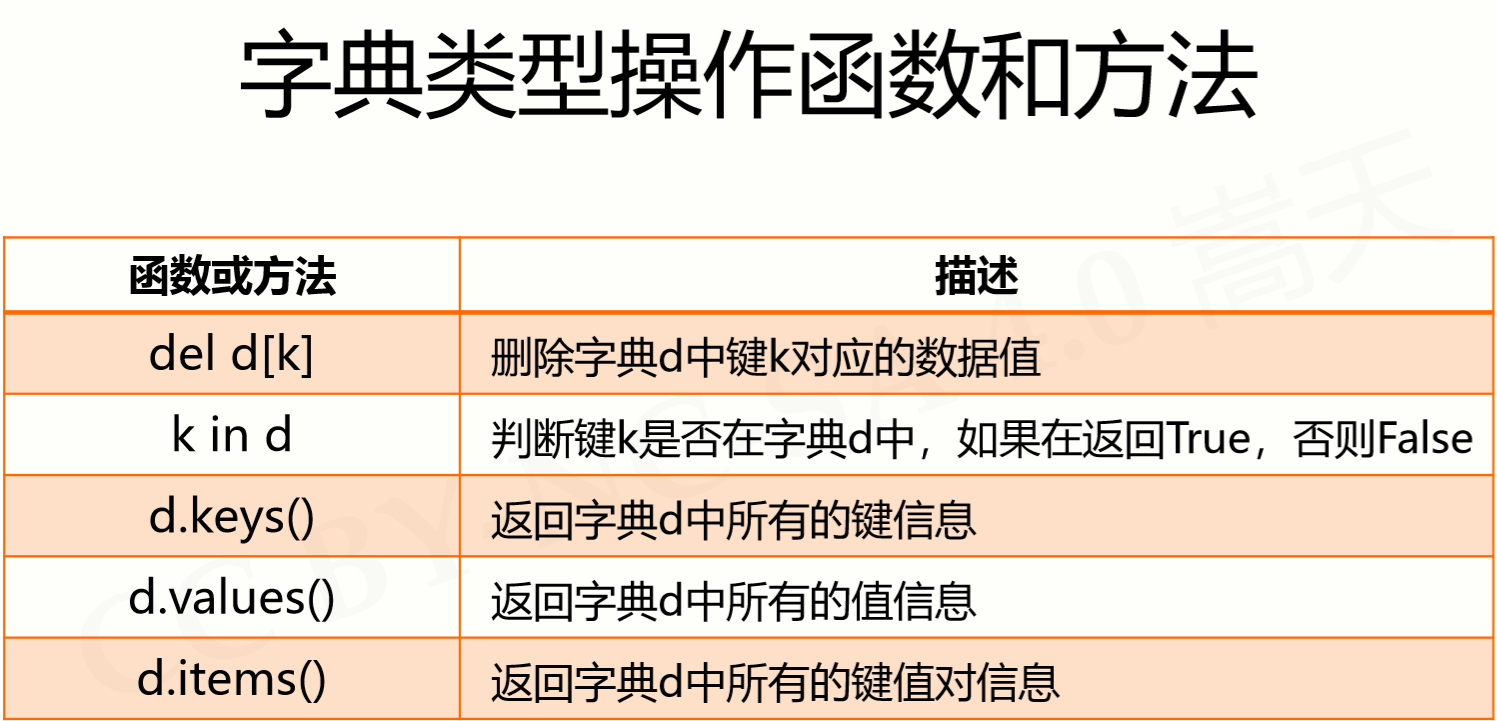 字典类型操作函数和方法
函数或方法 描述
del d[k] 删除字典d中键k对应的数据值
k in d 判断键k是否在字典d中，如果在返回True，否则False
d.keys() 返回字典d中所有的键信息
d.values() 返回字典d中所有的值信息
d.items() 返回字典d中所有的键值对信息
CC BY-NC-SA 4.0 嵩天